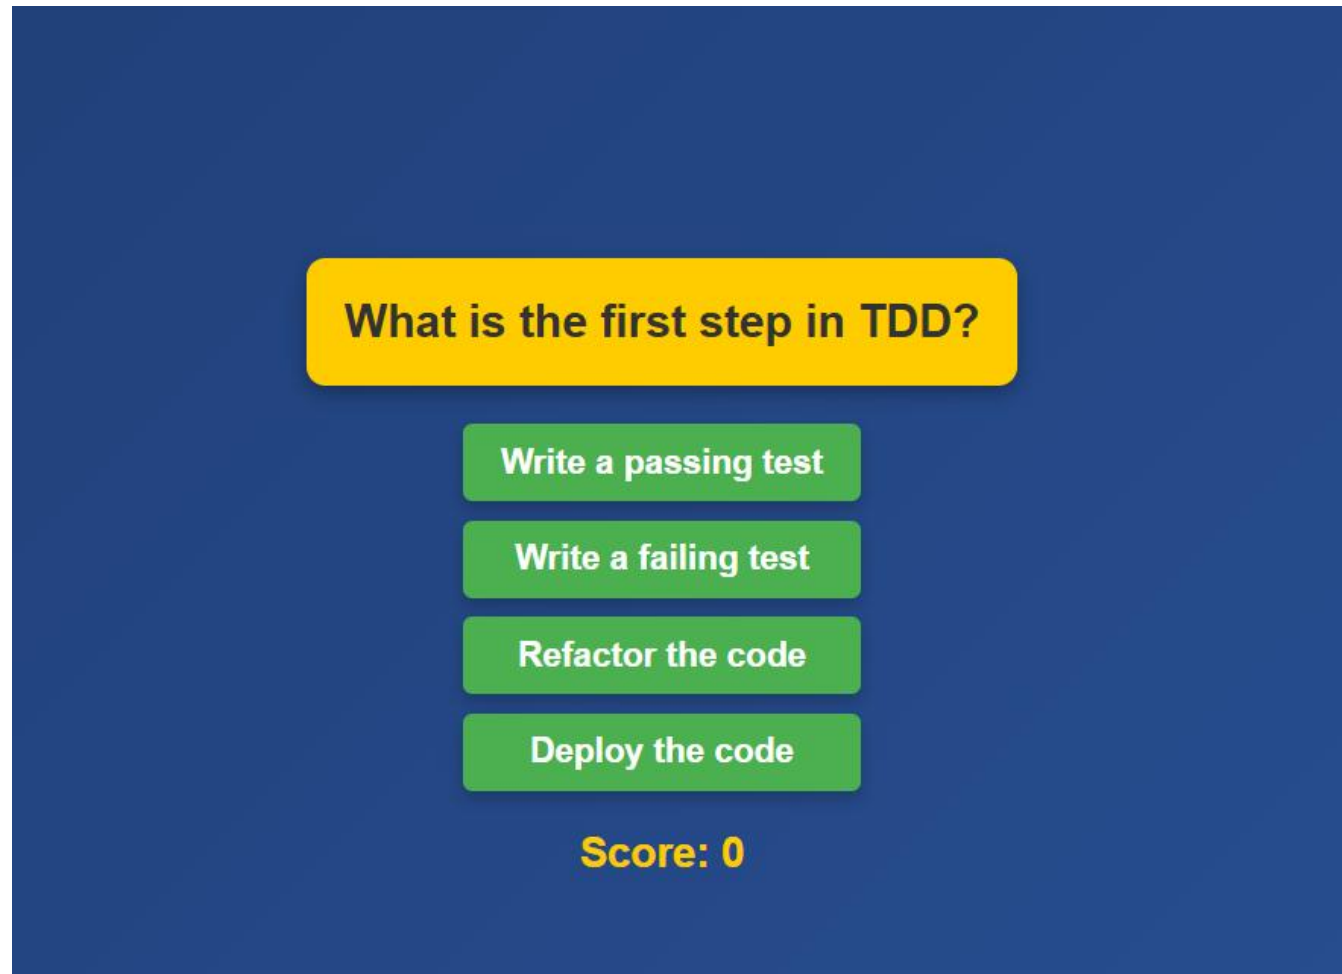 What is the first step in TDD?
Write a passing test
Write a failing test
Refactor the code
Deploy the code
Score: 0